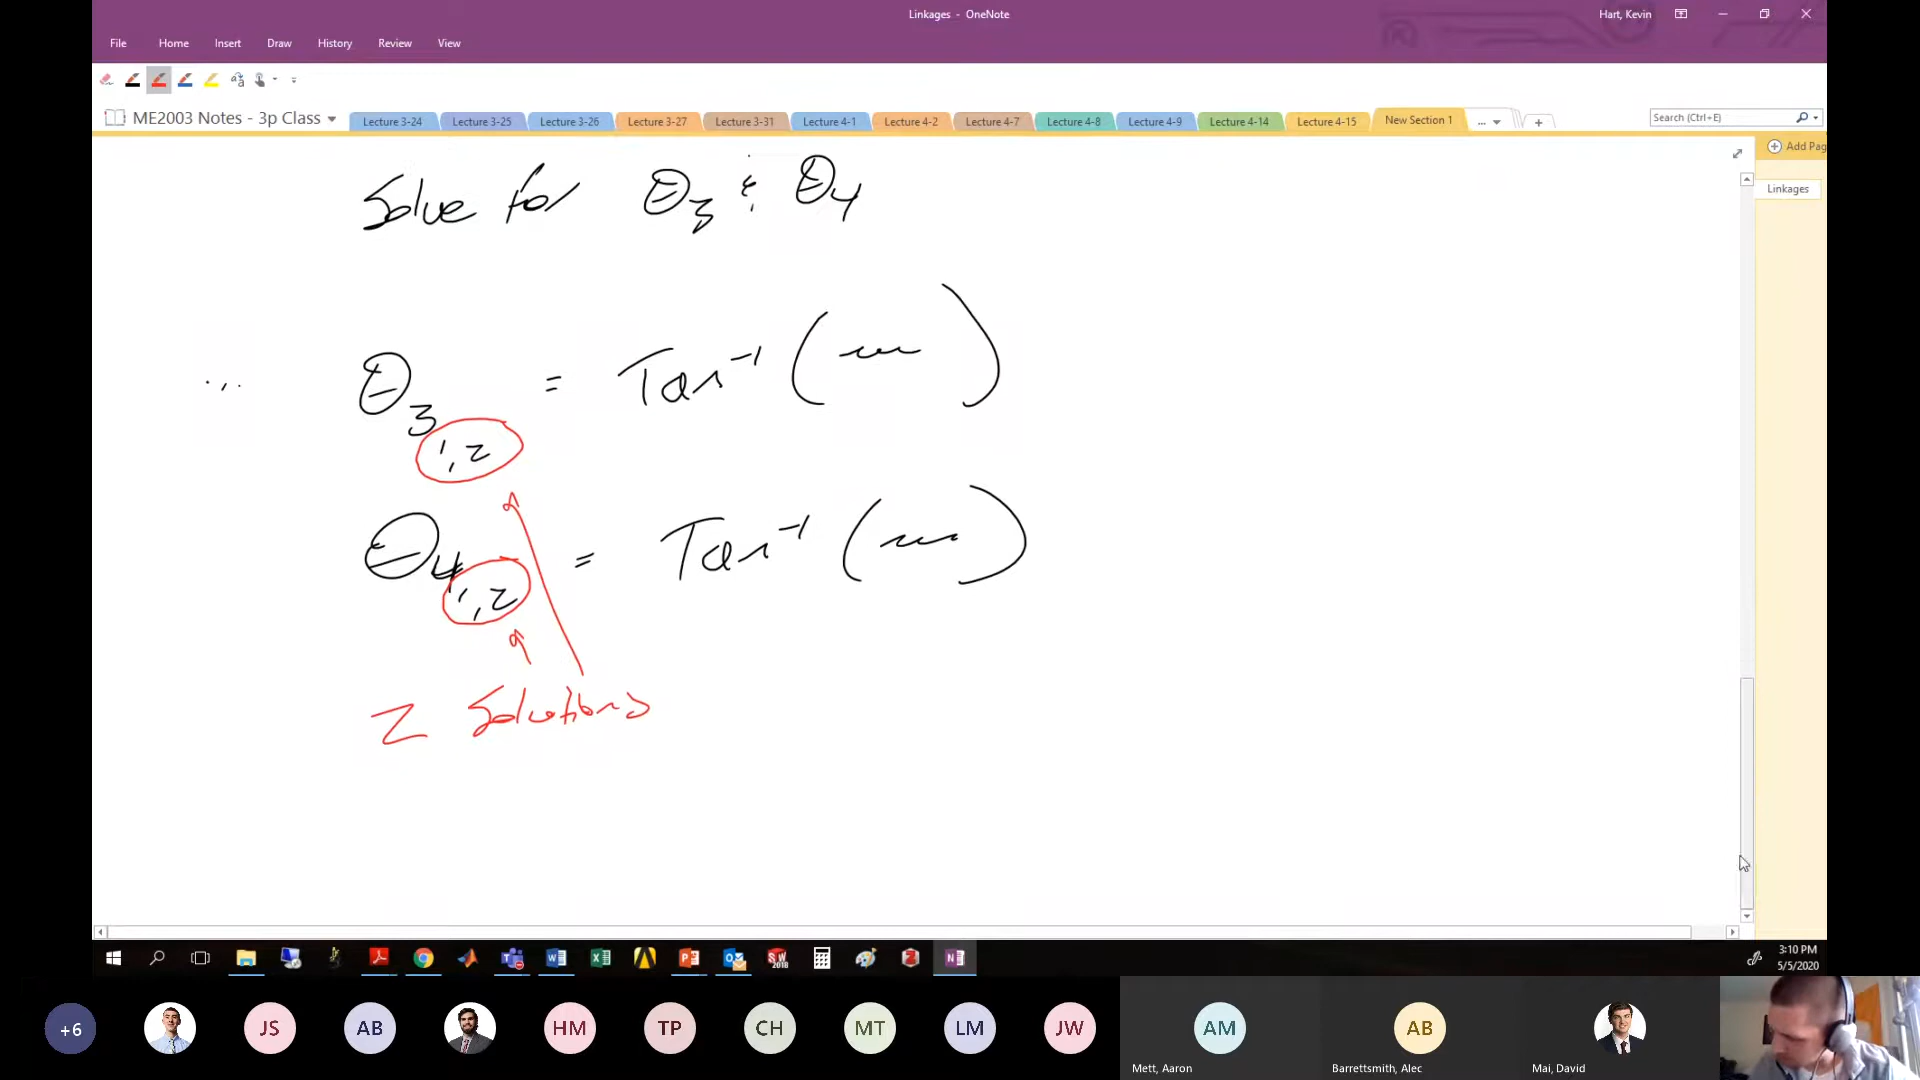 Linkages - OneNote
Hart, Kevin
File Home Insert Draw History Review View
ME2003 Notes - 3p Class
Lecture 3-24 Lecture 3-25 Lecture 3-26 Lecture 3-27 Lecture 3-31 Lecture 4-1 Lecture 4-2 Lecture 4-7 Lecture 4-8 Lecture 4-9 Lecture 4-14 Lecture 4-15 New Section 1 ...
Search (Ctrl+E)
Add Pag
Linkages
Solve for θ3 & θ4
... θ3 1,2 = Tan⁻¹ ( )
θ4 1,2 = Tan⁻¹ ( )
2 Solutions
3:10 PM
5/5/2020
+6 JS AB HM TP CH MT LM JW AM AB
Mett, Aaron Barrettsmith, Alec Mai, David